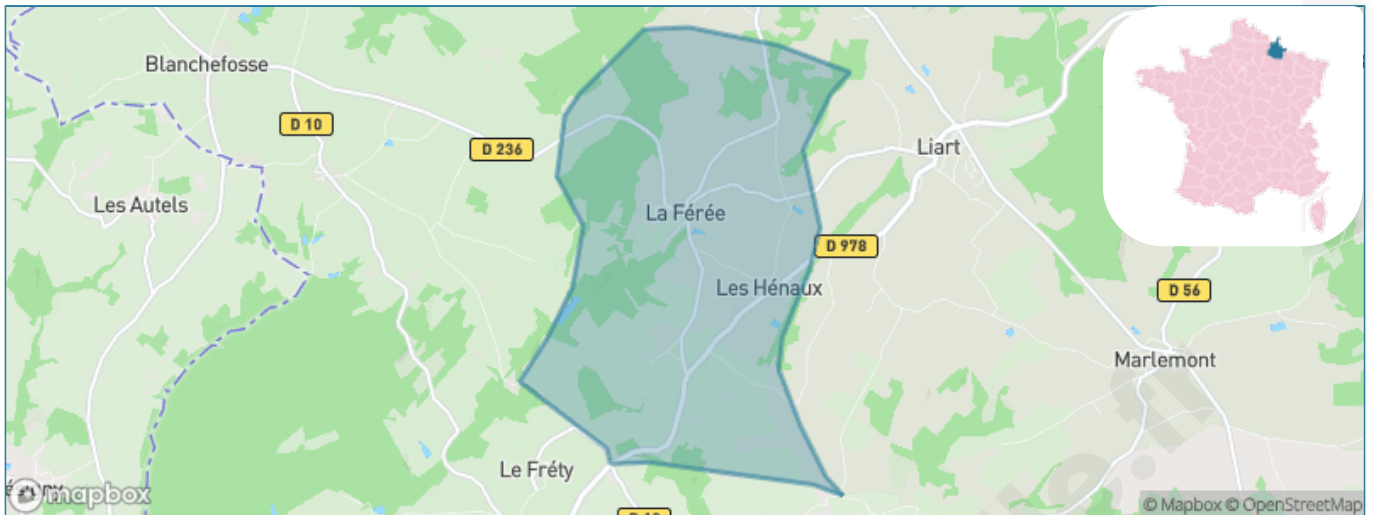 Blanchefosse
D 10
D 236
Liart
Les Autels
La Férée
D 978
Les Hénaux
D 56
Marlemont
Le Fréty
mapbox
© Mapbox © OpenStreetMap